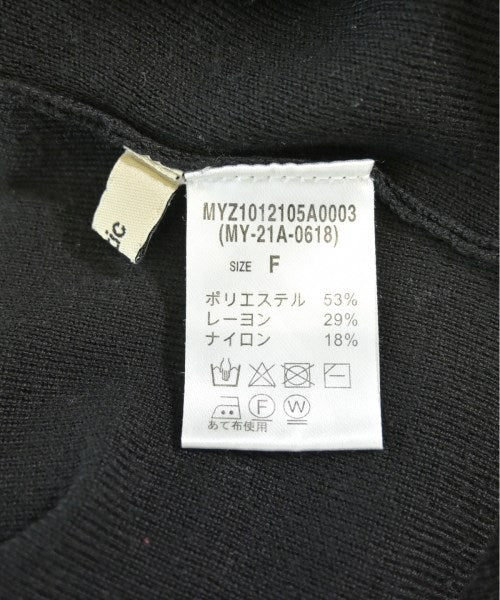 MYZ1012105A0003
(MY-21A-0618)
SIZE F
ポリエステル 53%
レーヨン 29%
ナイロン 18%
F W
あて布使用
ic